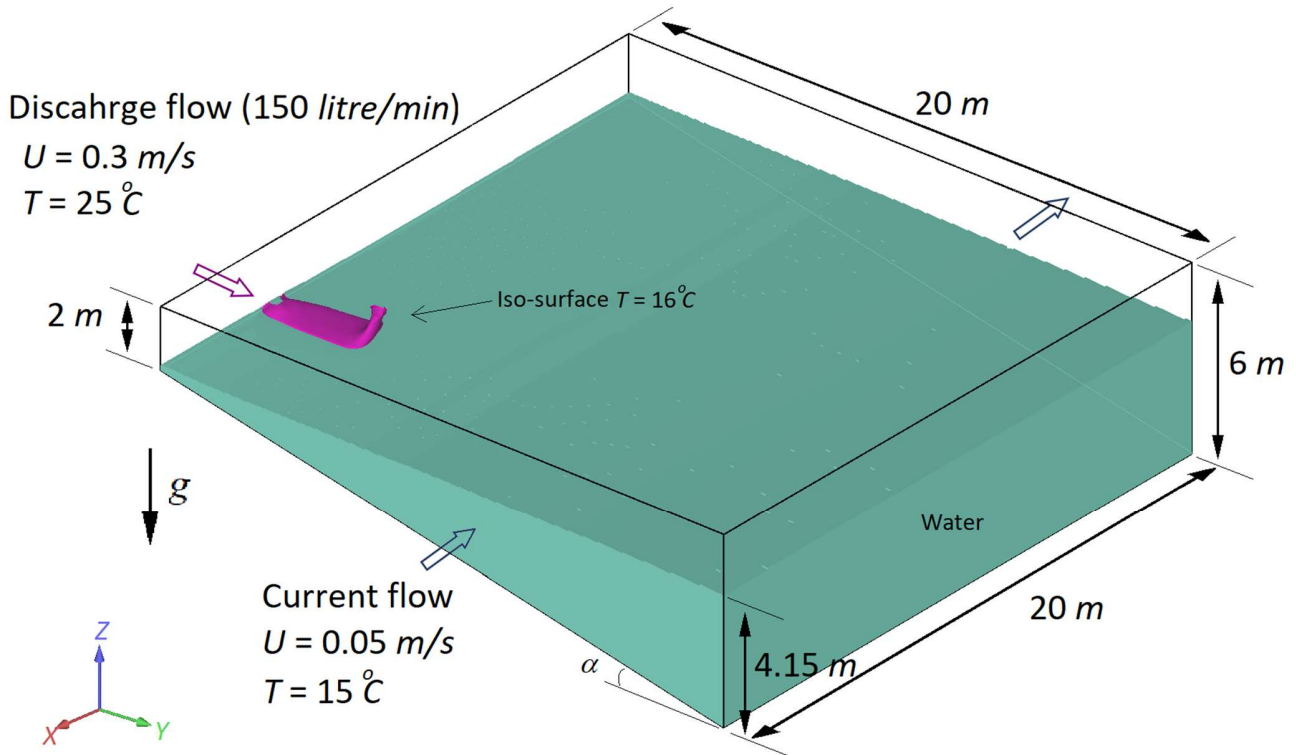 20 m
Discahrge flow (150 litre/min)
U = 0.3 m/s
T = 25 °C
Iso-surface T = 16°C
2 m
6 m
g
Water
Current flow
U = 0.05 m/s
T = 15 °C
20 m
α
4.15 m
Z
X
Y